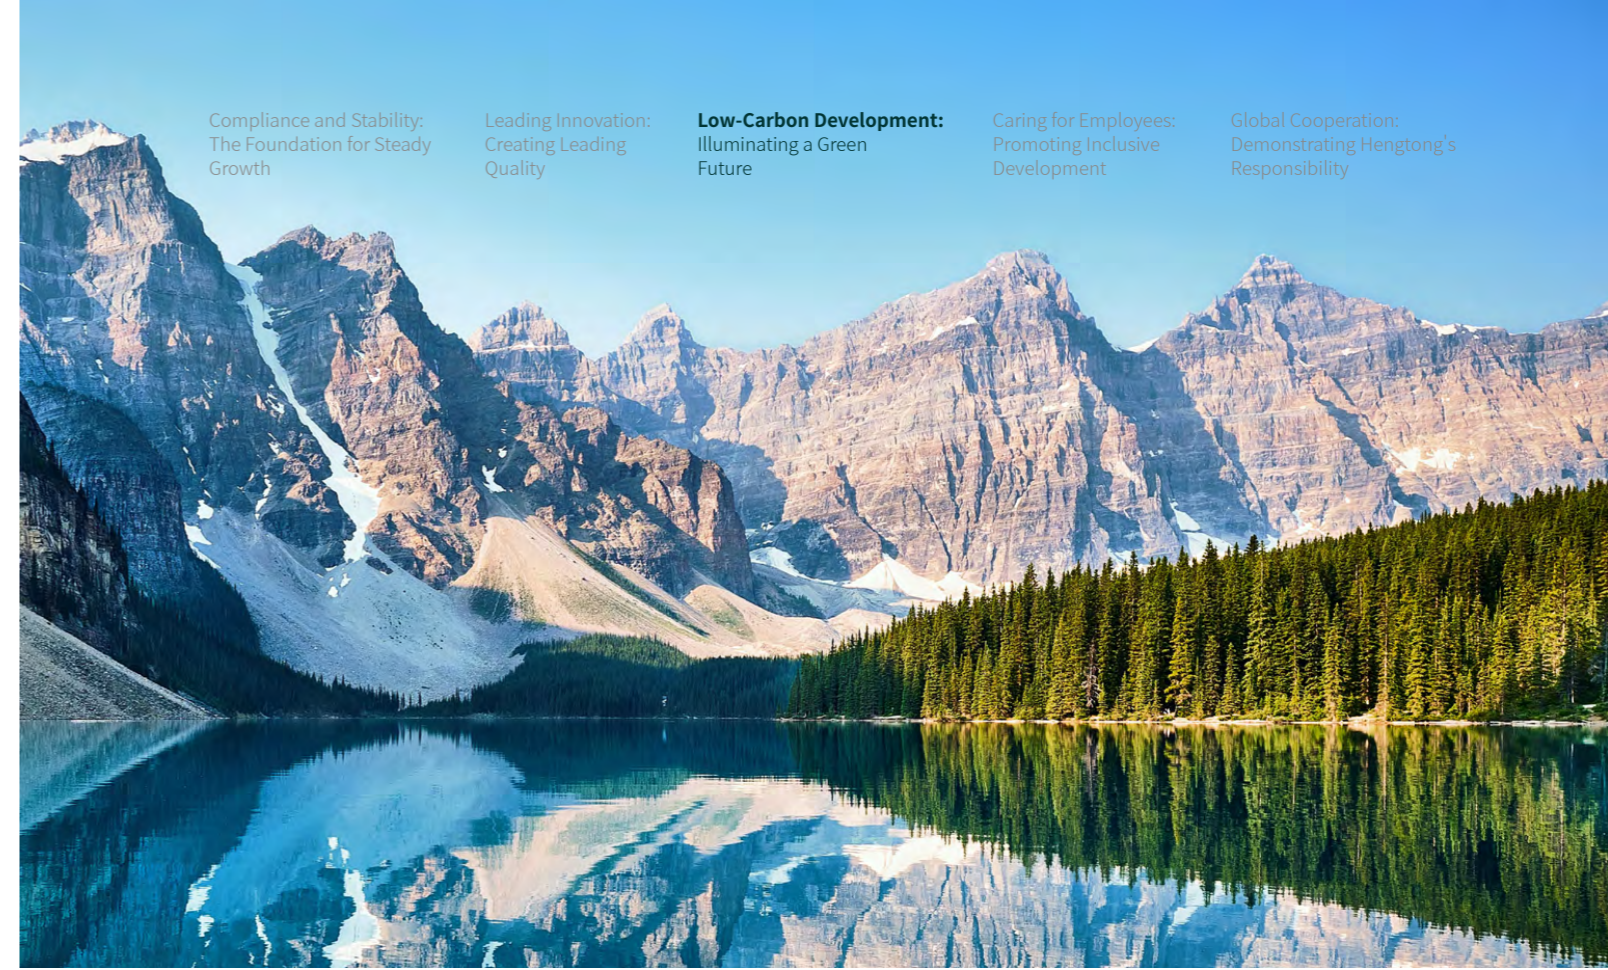 Compliance and Stability:
The Foundation for Steady
Growth
Leading Innovation:
Creating Leading
Quality
Low-Carbon Development:
Illuminating a Green
Future
Caring for Employees:
Promoting Inclusive
Development
Global Cooperation:
Demonstrating Hengtong's
Responsibility